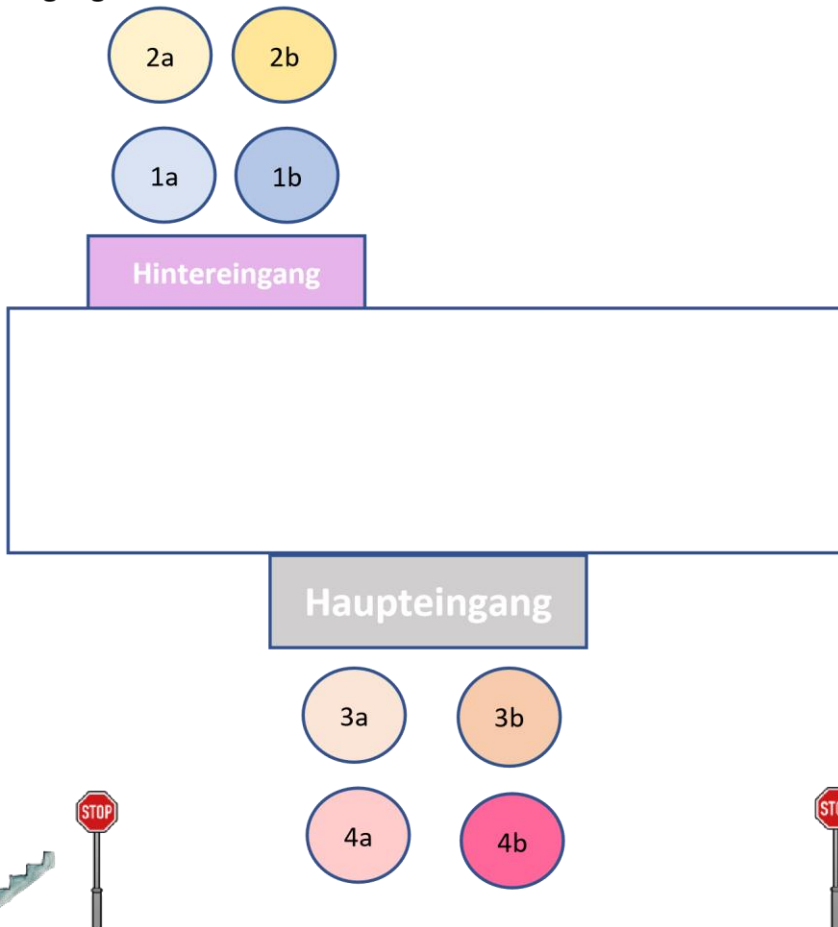 2a 2b
1a 1b
Hintereingang
Haupteingang
3a 3b
STOP
4a 4b